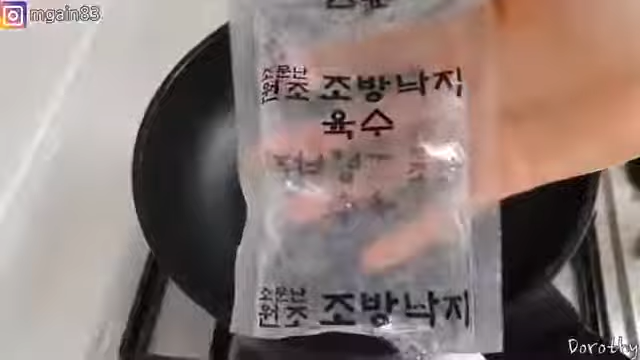 mgain83
소문난
원조 조방낙지
육수
소문난
원조 조방낙지
Dorothy